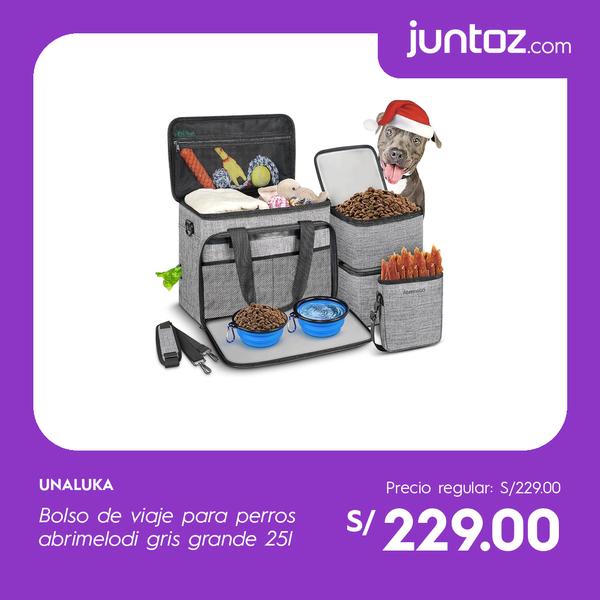 juntoz.com
UNALUKA
Bolso de viaje para perros
abrimelodi gris grande 25l
Precio regular: S/229.00
S/ 229.00